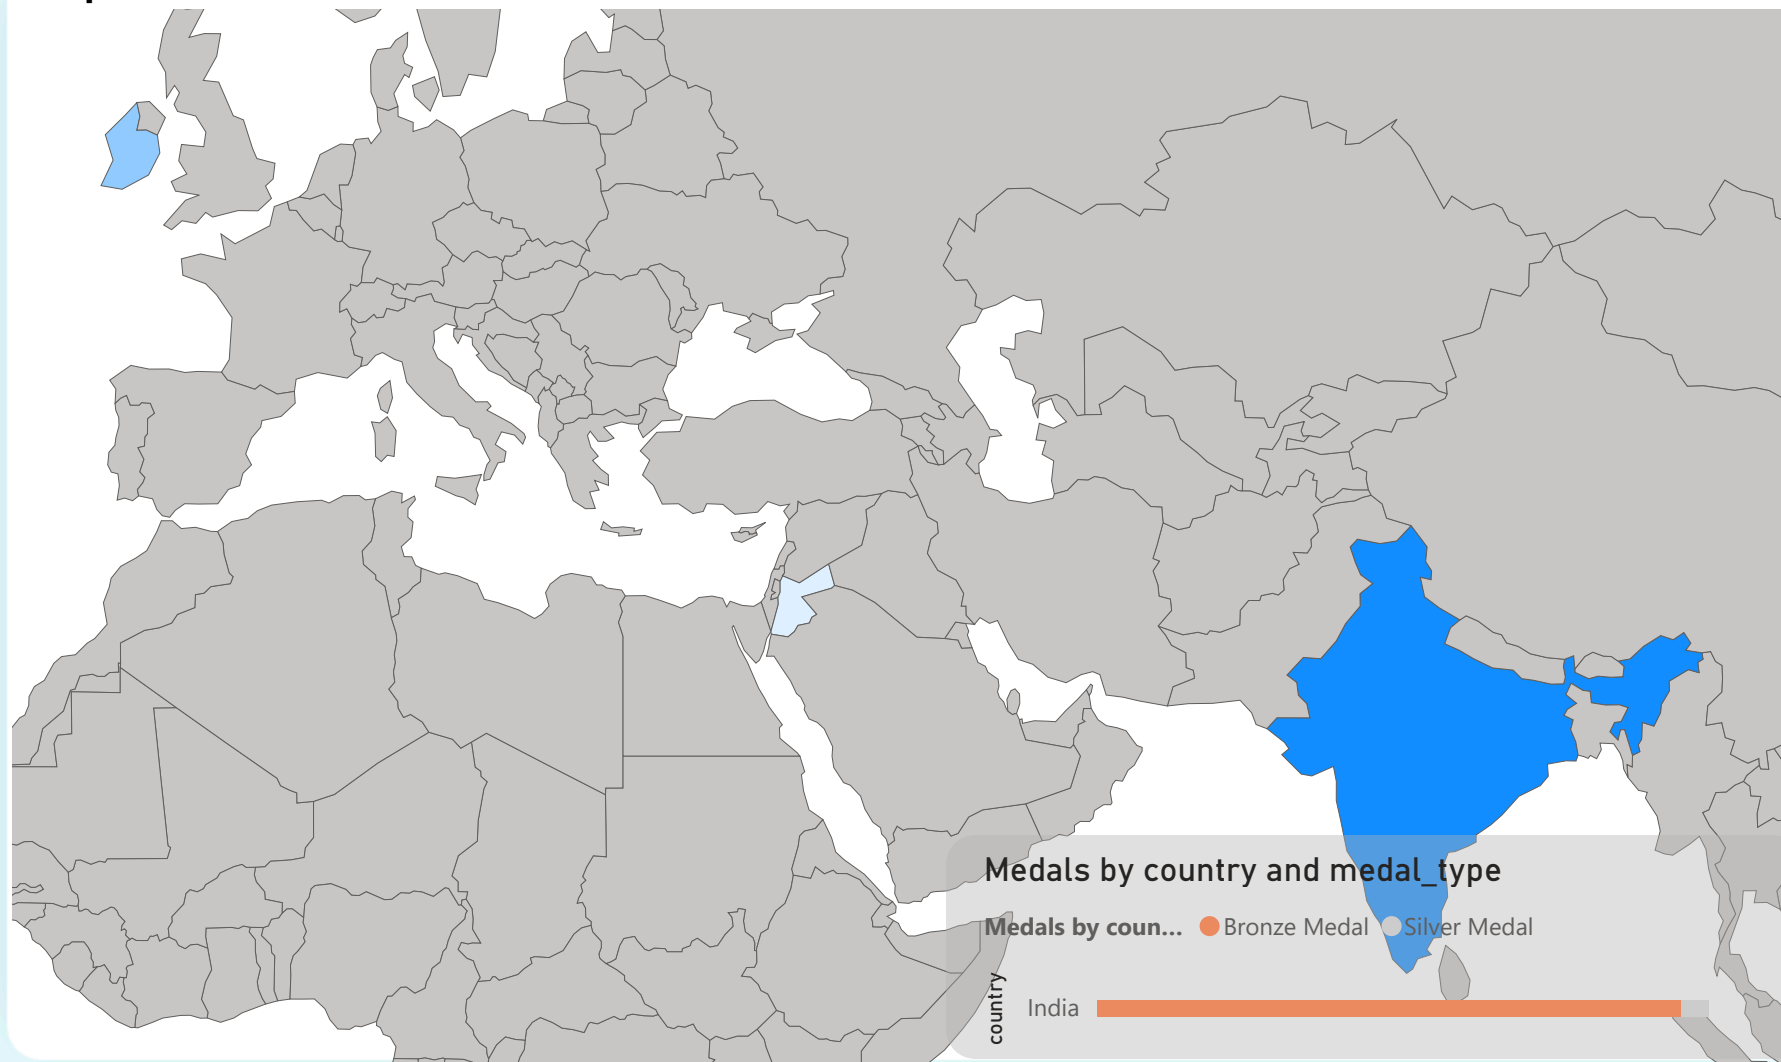 Medals by country and medal_type
Medals by coun... Bronze Medal Silver Medal
country
India